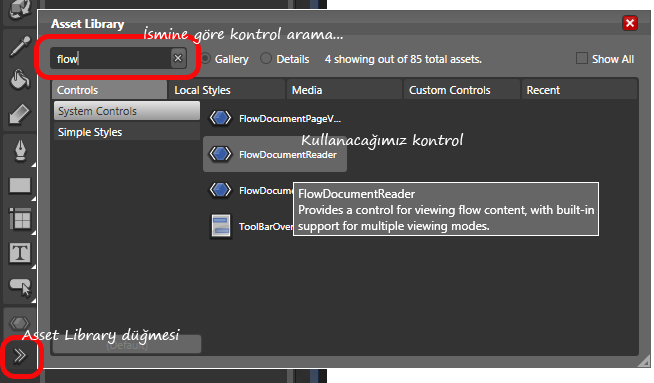 Asset Library
İsmine göre kontrol arama...
flow
Gallery
Details
4 showing out of 85 total assets.
Show All
Controls
Local Styles
Media
Custom Controls
Recent
System Controls
Simple Styles
FlowDocumentPageV...
FlowDocumentReader
Kullanacağımız kontrol
FlowDocume
ToolBarOver
FlowDocumentReader
Provides a control for viewing flow content, with built-in
support for multiple viewing modes.
Asset Library düğmesi
(Default)